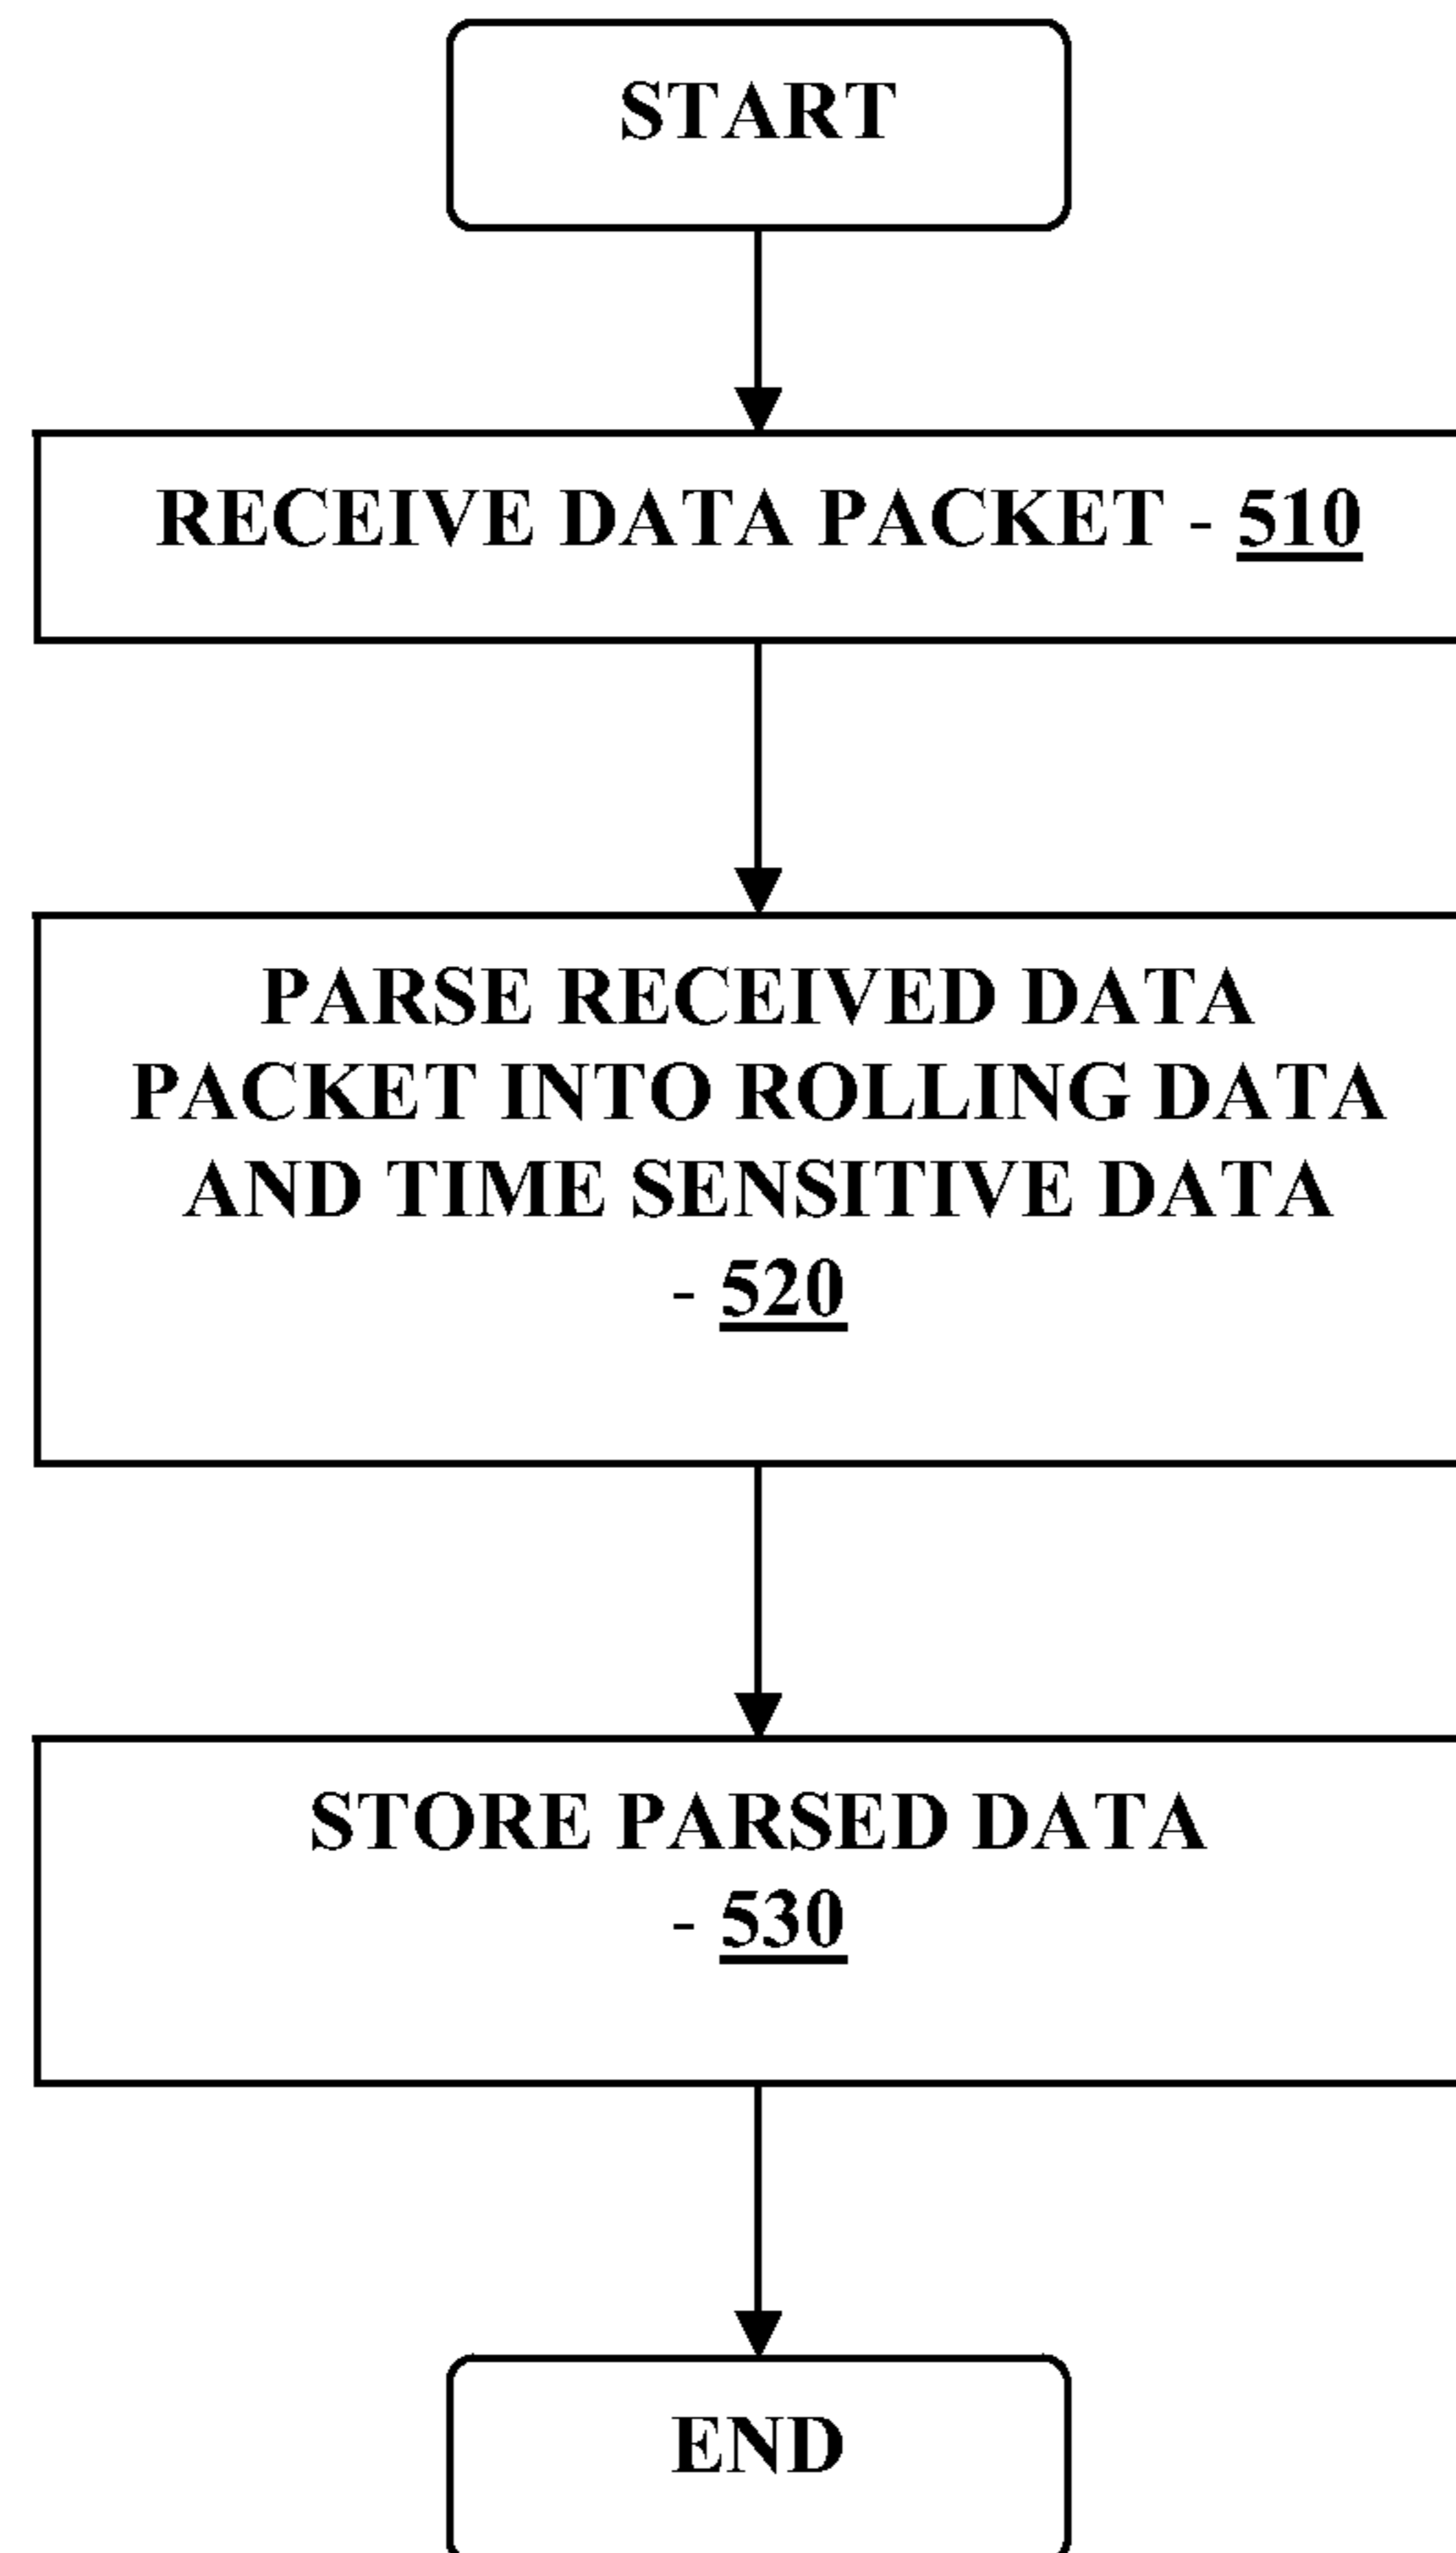 START
RECEIVE DATA PACKET - 510
PARSE RECEIVED DATA
PACKET INTO ROLLING DATA
AND TIME SENSITIVE DATA
- 520
STORE PARSED DATA
- 530
END